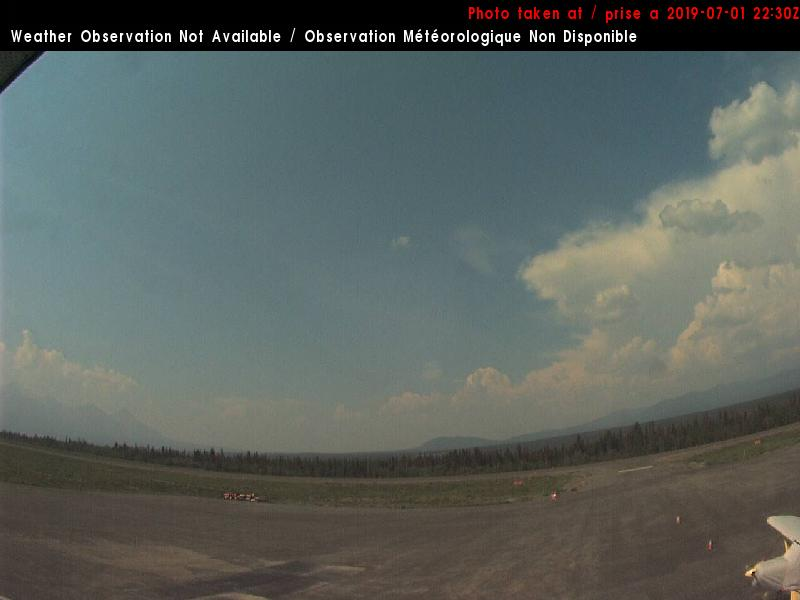 Photo taken at / prise a 2019-07-01 22:30Z
Weather Observation Not Available / Observation Météorologique Non Disponible